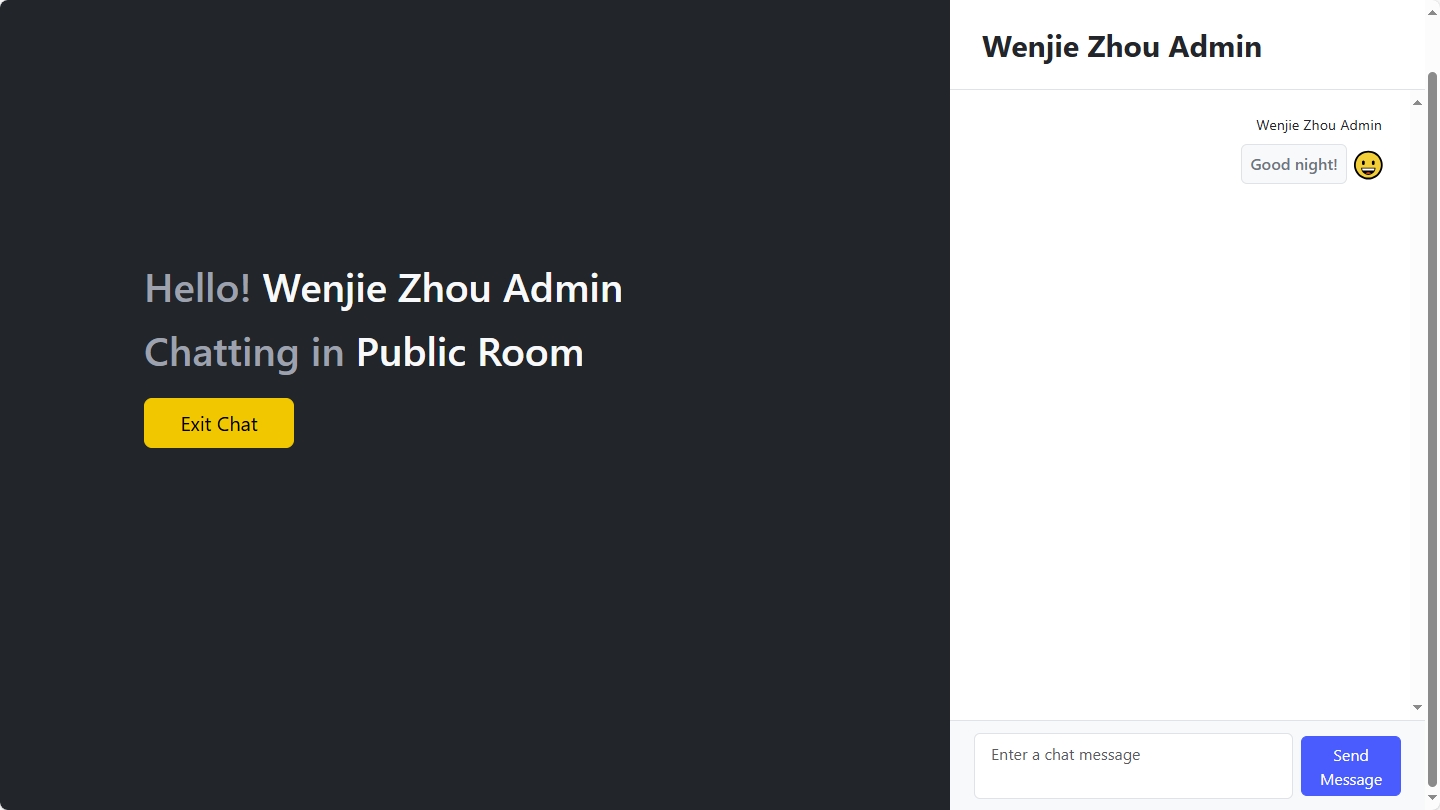 Hello! Wenjie Zhou Admin
Chatting in Public Room
Exit Chat
Wenjie Zhou Admin
Wenjie Zhou Admin
Good night!
Enter a chat message
Send
Message